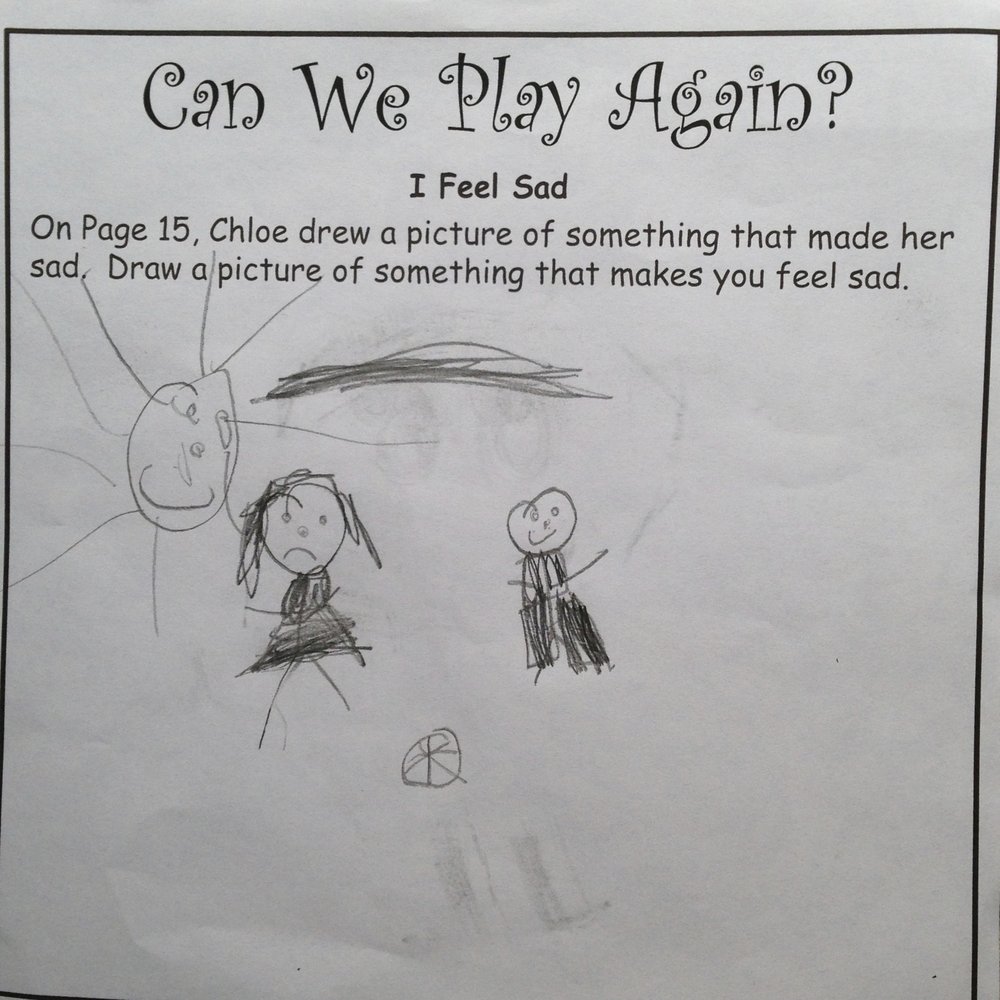 Can We Play Again?
I Feel Sad
On Page 15, Chloe drew a picture of something that made her
sad. Draw a picture of something that makes you feel sad.